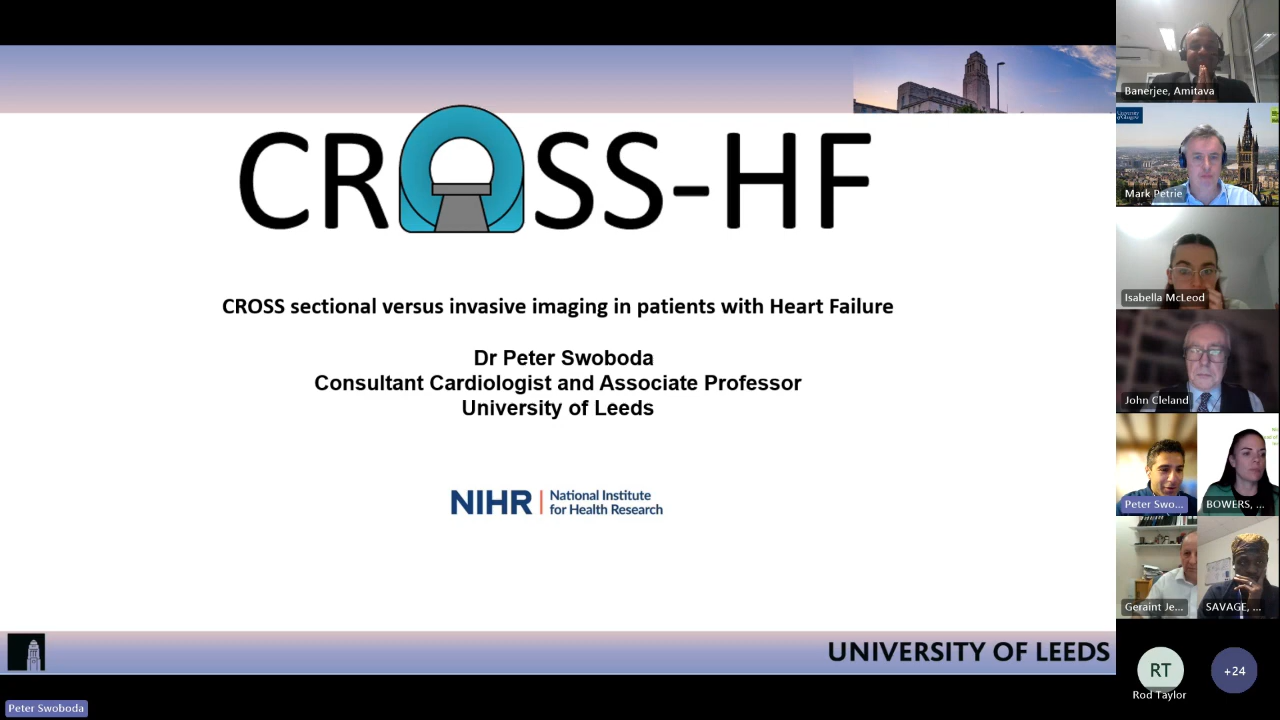 CROSS-HF
CROSS sectional versus invasive imaging in patients with Heart Failure
Dr Peter Swoboda
Consultant Cardiologist and Associate Professor
University of Leeds
NIHR | National Institute
for Health Research
UNIVERSITY OF LEEDS
Peter Swoboda
Banerjee, Amitava
Mark Petrie
Isabella McLeod
John Cleland
Peter Swo...
BOWERS, ...
Geraint Je...
SAVAGE, ...
RT
Rod Taylor
+24